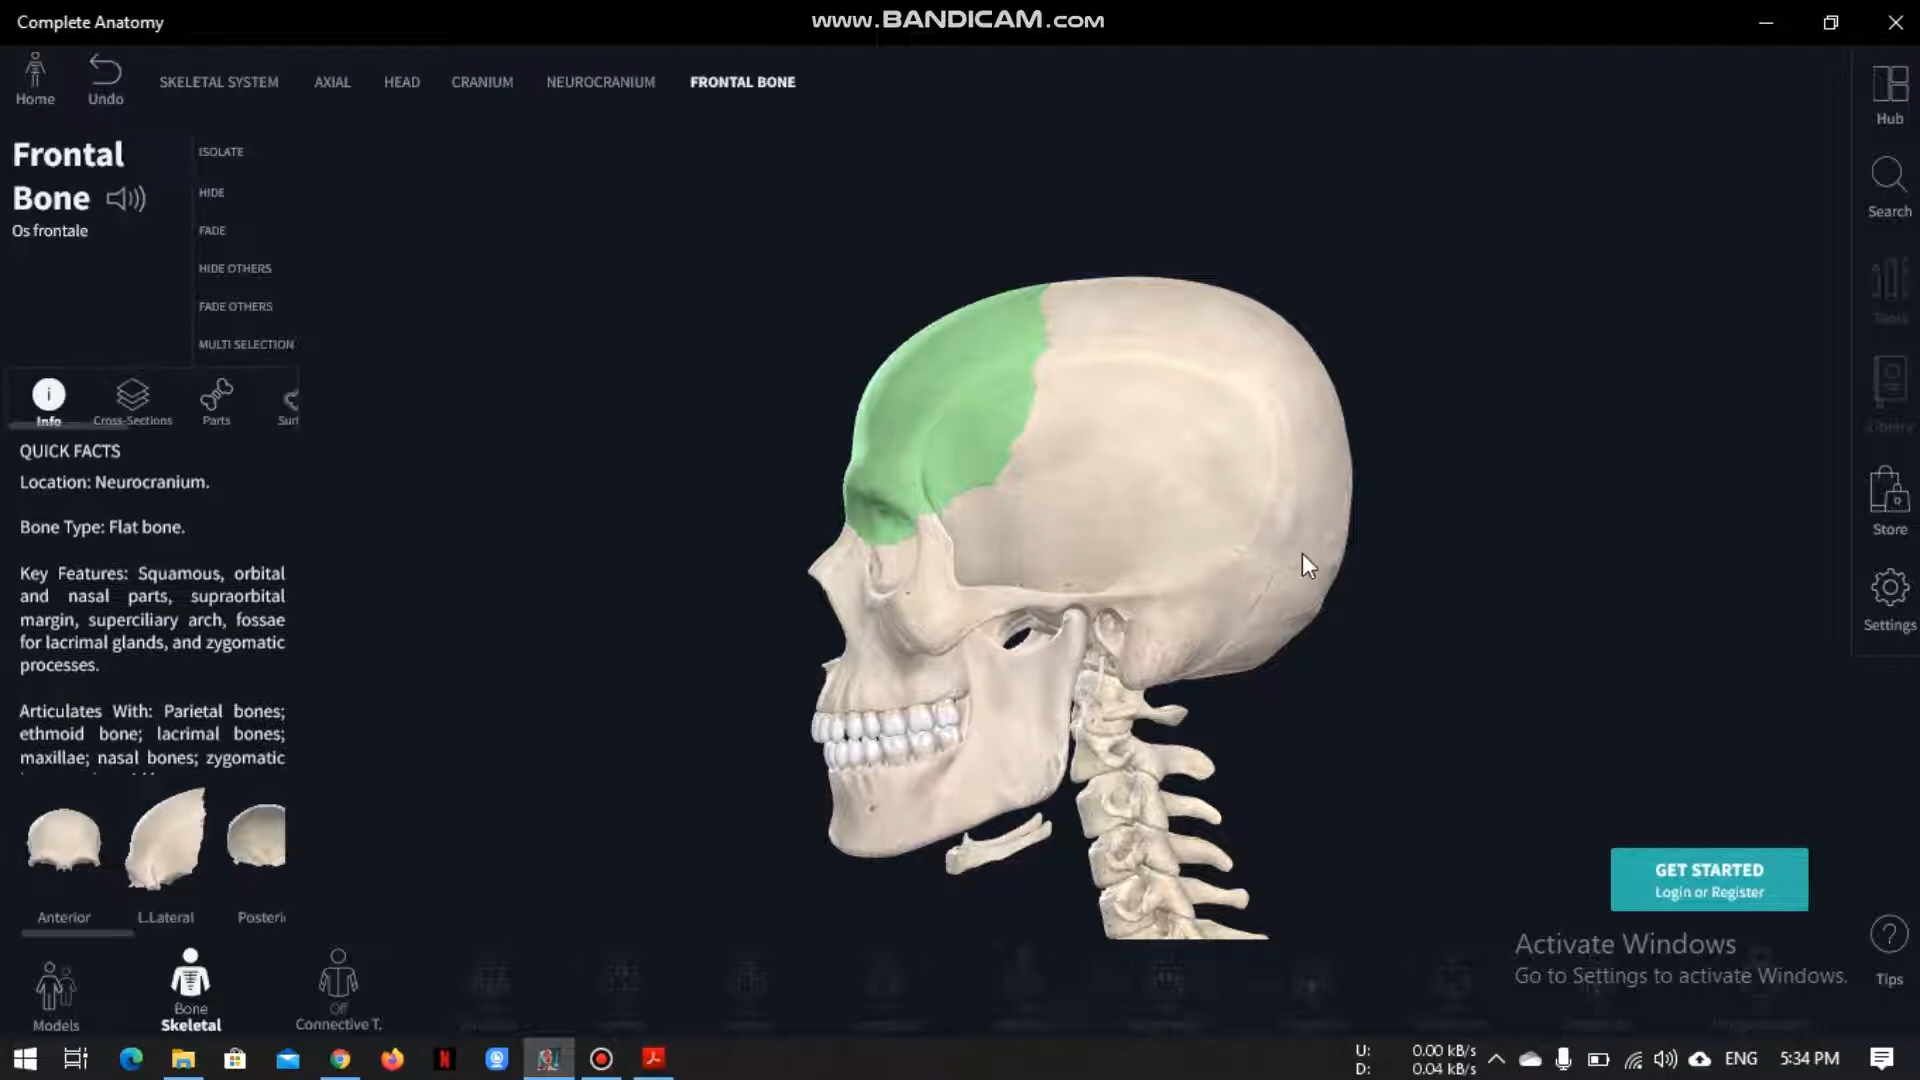 Complete Anatomy
www.BANDICAM.com
Home
Undo
SKELETAL SYSTEM AXIAL HEAD CRANIUM NEUROCRANIUM FRONTAL BONE
Hub
Frontal
Bone
Os frontale
ISOLATE
HIDE
FADE
HIDE OTHERS
FADE OTHERS
MULTI SELECTION
Search
Tools
Library
Store
Settings
Info
Cross-Sections
Parts
QUICK FACTS
Location: Neurocranium.
Bone Type: Flat bone.
Key Features: Squamous, orbital
and nasal parts, supraorbital
margin, superciliary arch, fossae
for lacrimal glands, and zygomatic
processes.
Articulates With: Parietal bones;
ethmoid bone; lacrimal bones;
maxillae; nasal bones; zygomatic
Anterior
L.Lateral
Posteri
GET STARTED
Login or Register
Activate Windows
Go to Settings to activate Windows.
Tips
Models
Bone
Skeletal
Off
Connective T.
U: 0.00 kB/s
D: 0.04 kB/s
ENG
5:34 PM